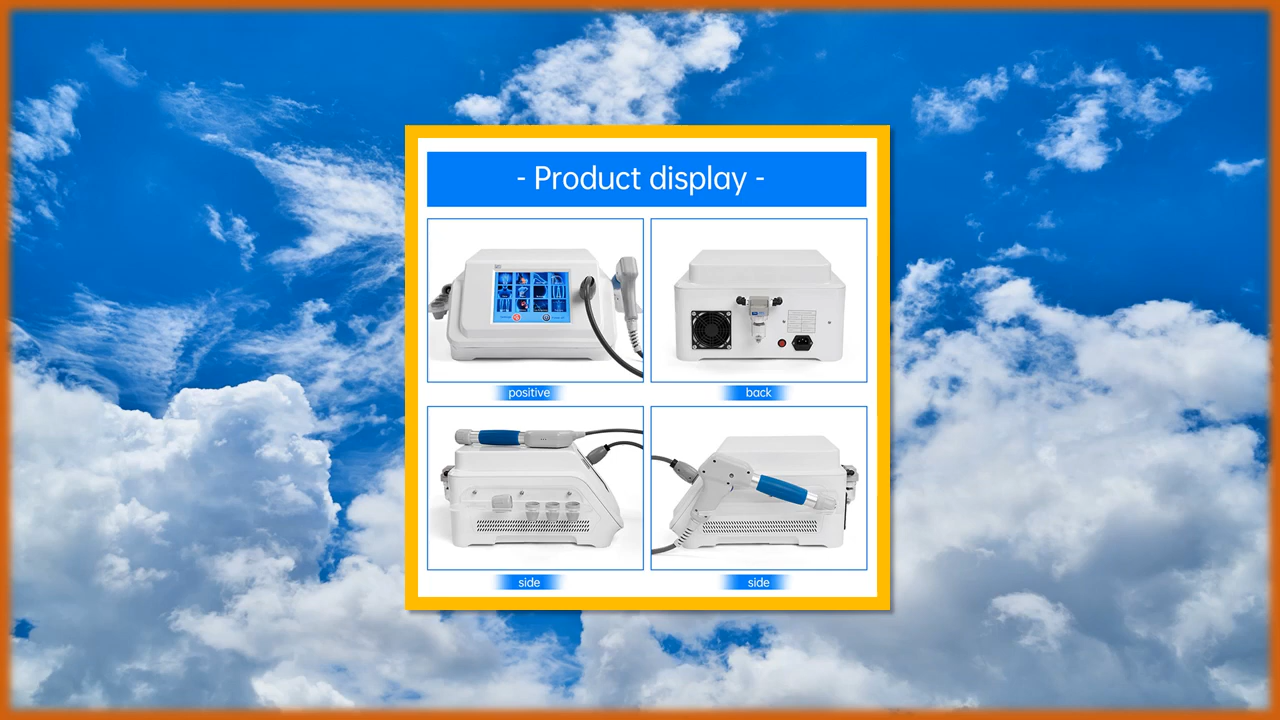 - Product display -
positive
back
side
side